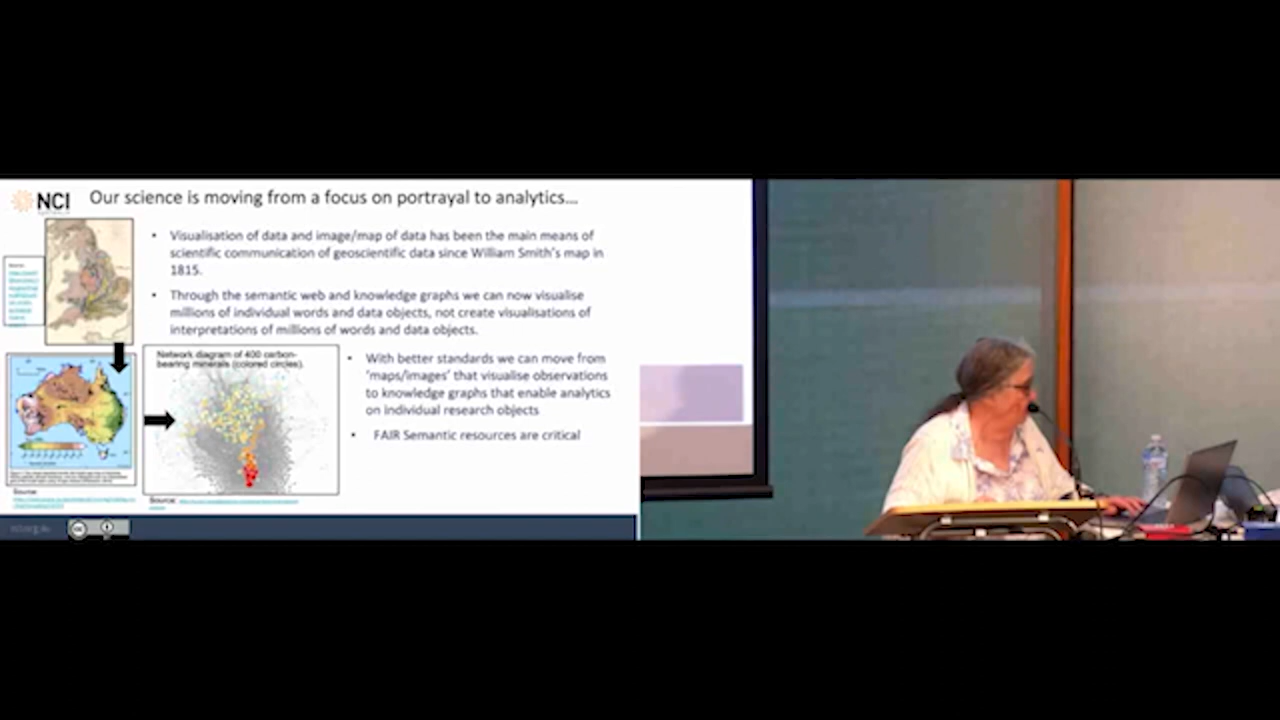 NCI
Our science is moving from a focus on portrayal to analytics...
• Visualisation of data and image/map of data has been the main means of
scientific communication of geoscientific data since William Smith's map in
1815.
• Through the semantic web and knowledge graphs we can now visualise
millions of individual words and data objects, not create visualisations of
interpretations of millions of words and data objects.
Network diagram of 400 carbon-
bearing minerals (colored circles).
• With better standards we can move from
'maps/images' that visualise observations
to knowledge graphs that enable analytics
on individual research objects
• FAIR Semantic resources are critical
Source:
Source:
cc